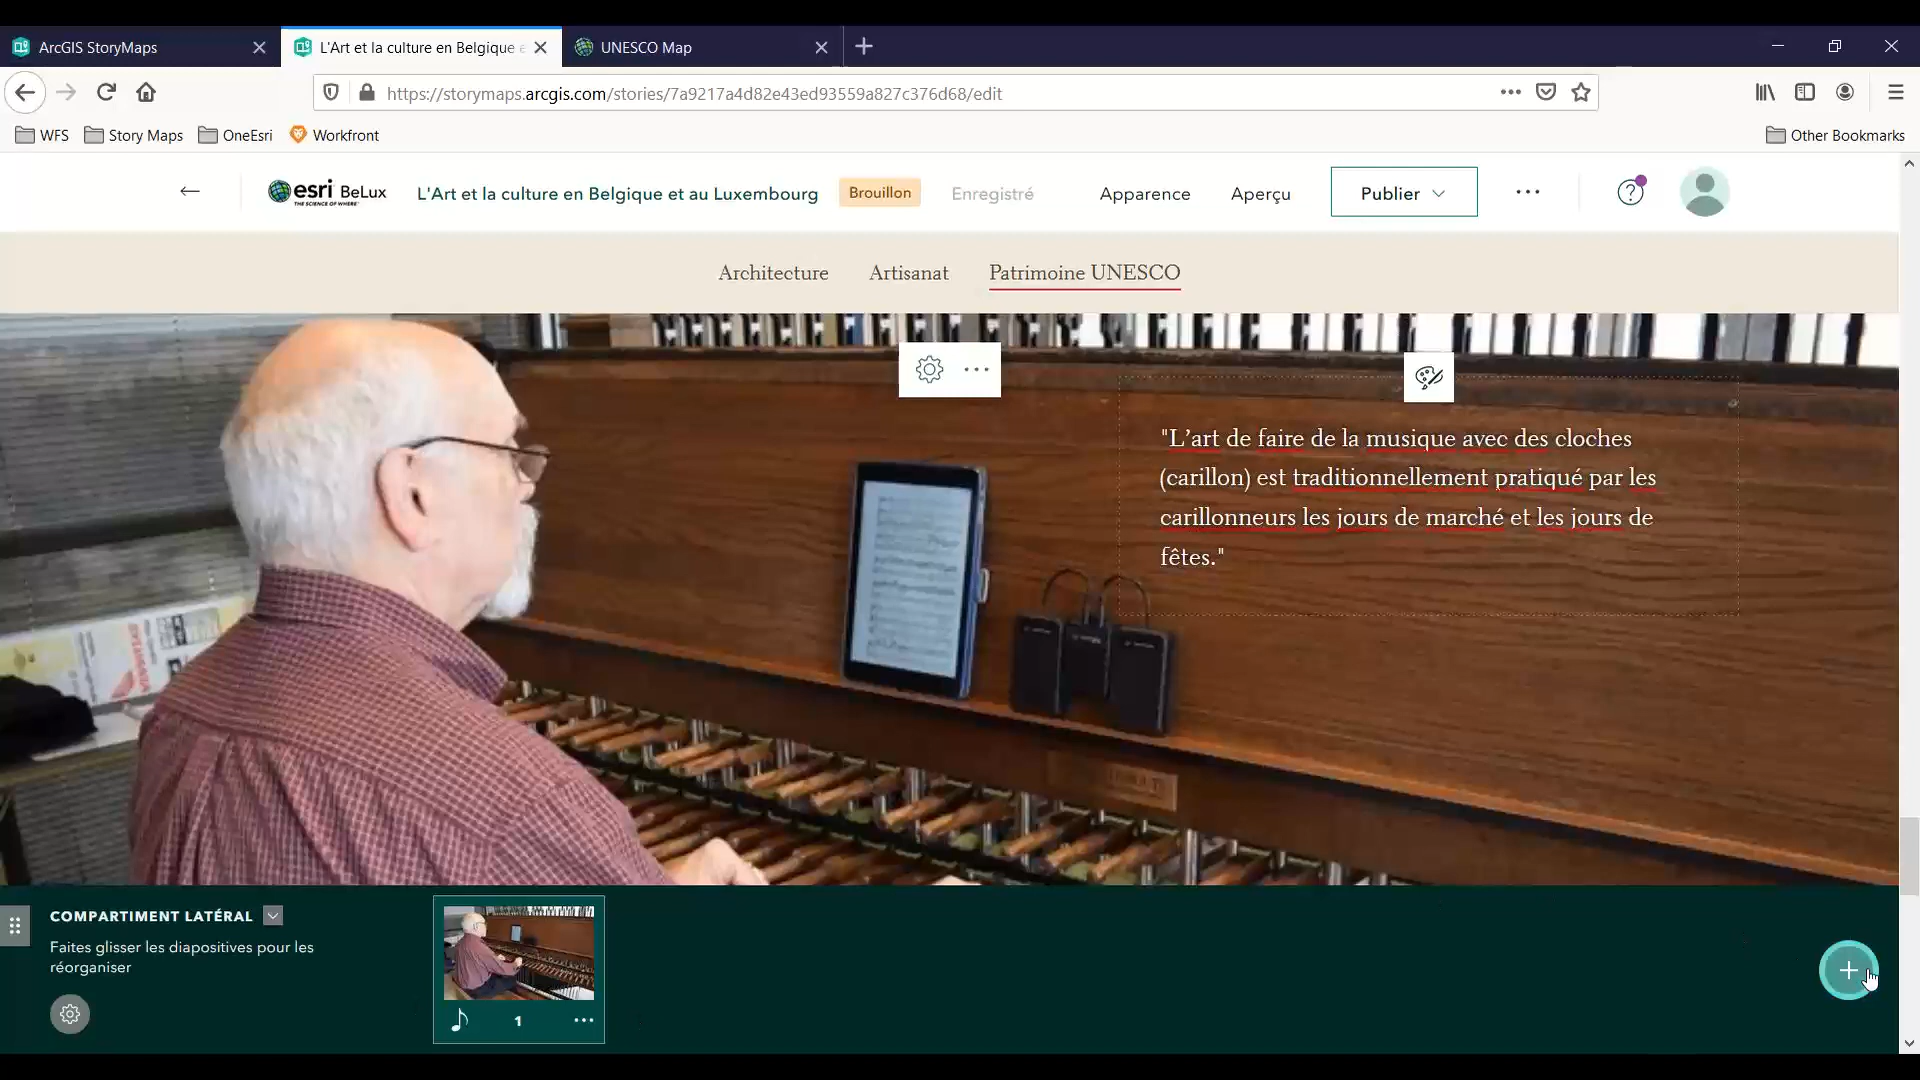 ArcGIS StoryMaps
L'Art et la culture en Belgique e
UNESCO Map
https://storymaps.arcgis.com/stories/7a9217a4d82e43ed93559a827c376d68/edit
WFS
Story Maps
OneEsri
Workfront
Other Bookmarks
esri BeLux
THE SCIENCE OF WHERE
L'Art et la culture en Belgique et au Luxembourg
Brouillon
Enregistré
Apparence
Aperçu
Publier
Architecture
Artisanat
Patrimoine UNESCO
"L’art de faire de la musique avec des cloches
(carillon) est traditionnellement pratiqué par les
carillonneurs les jours de marché et les jours de
fêtes."
COMPARTIMENT LATÉRAL
Faites glisser les diapositives pour les
réorganiser
1